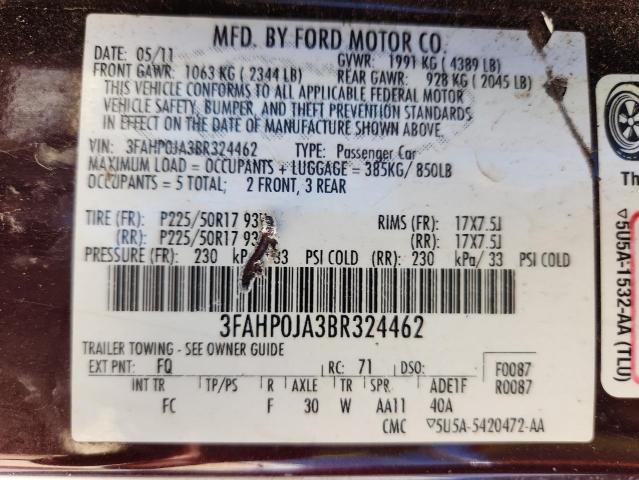 MFD. BY FORD MOTOR CO.
DATE: 05/11 GVWR: 1991 KG ( 4389 LB)
FRONT GAWR: 1063 KG ( 2344 LB) REAR GAWR: 928 KG ( 2045 LB)
THIS VEHICLE CONFORMS TO ALL APPLICABLE FEDERAL MOTOR
VEHICLE SAFETY, BUMPER, AND THEFT PREVENTION STANDARDS
IN EFFECT ON THE DATE OF MANUFACTURE SHOWN ABOVE.
VIN: 3FAHP0JA3BR324462 TYPE: Passenger Car
MAXIMUM LOAD = OCCUPANTS + LUGGAGE = 385KG/ 850LB
OCCUPANTS = 5 TOTAL; 2 FRONT, 3 REAR
TIRE (FR): P225/50R17 RIMS (FR): 17X7.5J
(RR): P225/50R17 (RR): 17X7.5J
PRESSURE (FR): 230 33 PSI COLD (RR): 230 kPa/ 33 PSI COLD
3FAHP0JA3BR324462
TRAILER TOWING - SEE OWNER GUIDE
EXT PNT: FQ RC: 71 DSO: F0087
R0087
INT TR TP/PS R AXLE TR SPR ADE1F
FC F 30 W AA11 40A
CMC ▽5U5A-5420472-AA
Th
▽5U5A-1532-AA (TLU)